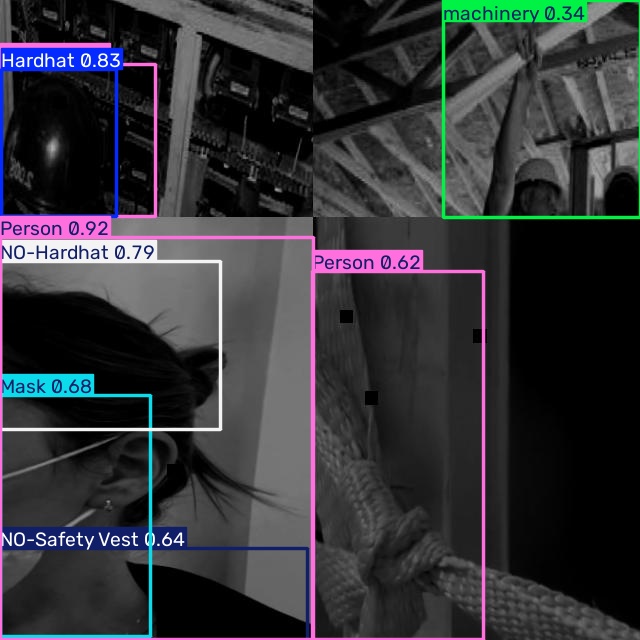 Hardhat 0.83
machinery 0.34
Person 0.92
NO-Hardhat 0.79
Person 0.62
Mask 0.68
NO-Safety Vest 0.64